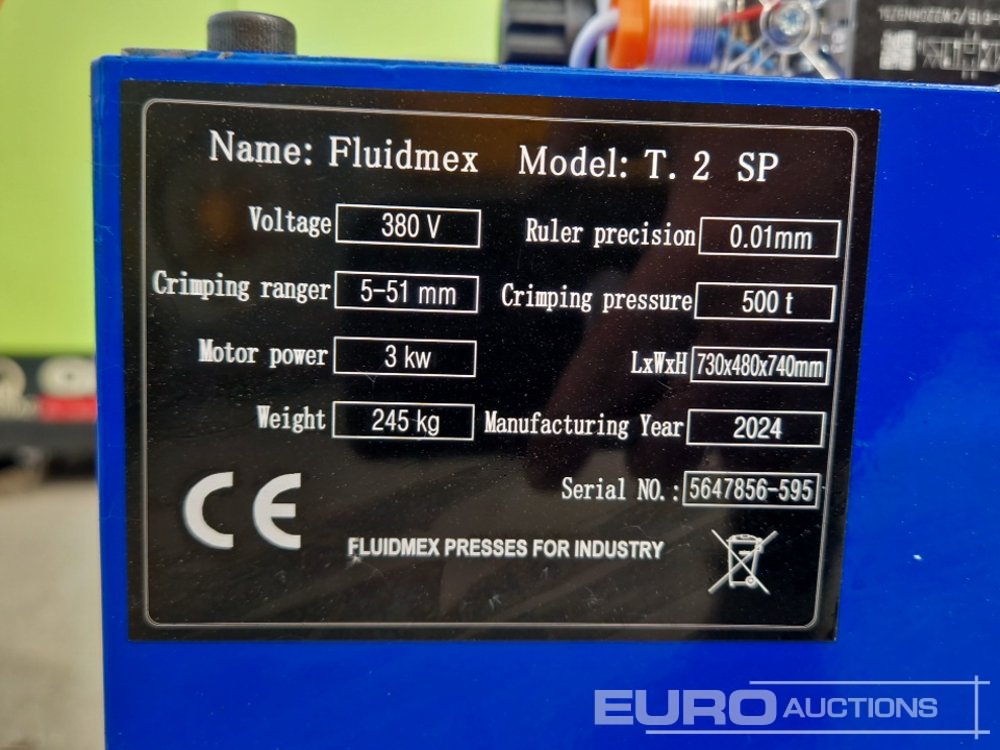 Name: Fluidmex Model: T. 2 SP
Voltage 380 V
Ruler precision 0.01mm
Crimping ranger 5-51 mm
Crimping pressure 500 t
Motor power 3 kw
LxWxH 730x480x740mm
Weight 245 kg
Manufacturing Year 2024
Serial NO.: 5647856-595
CE
FLUIDMEX PRESSES FOR INDUSTRY
EURO AUCTIONS